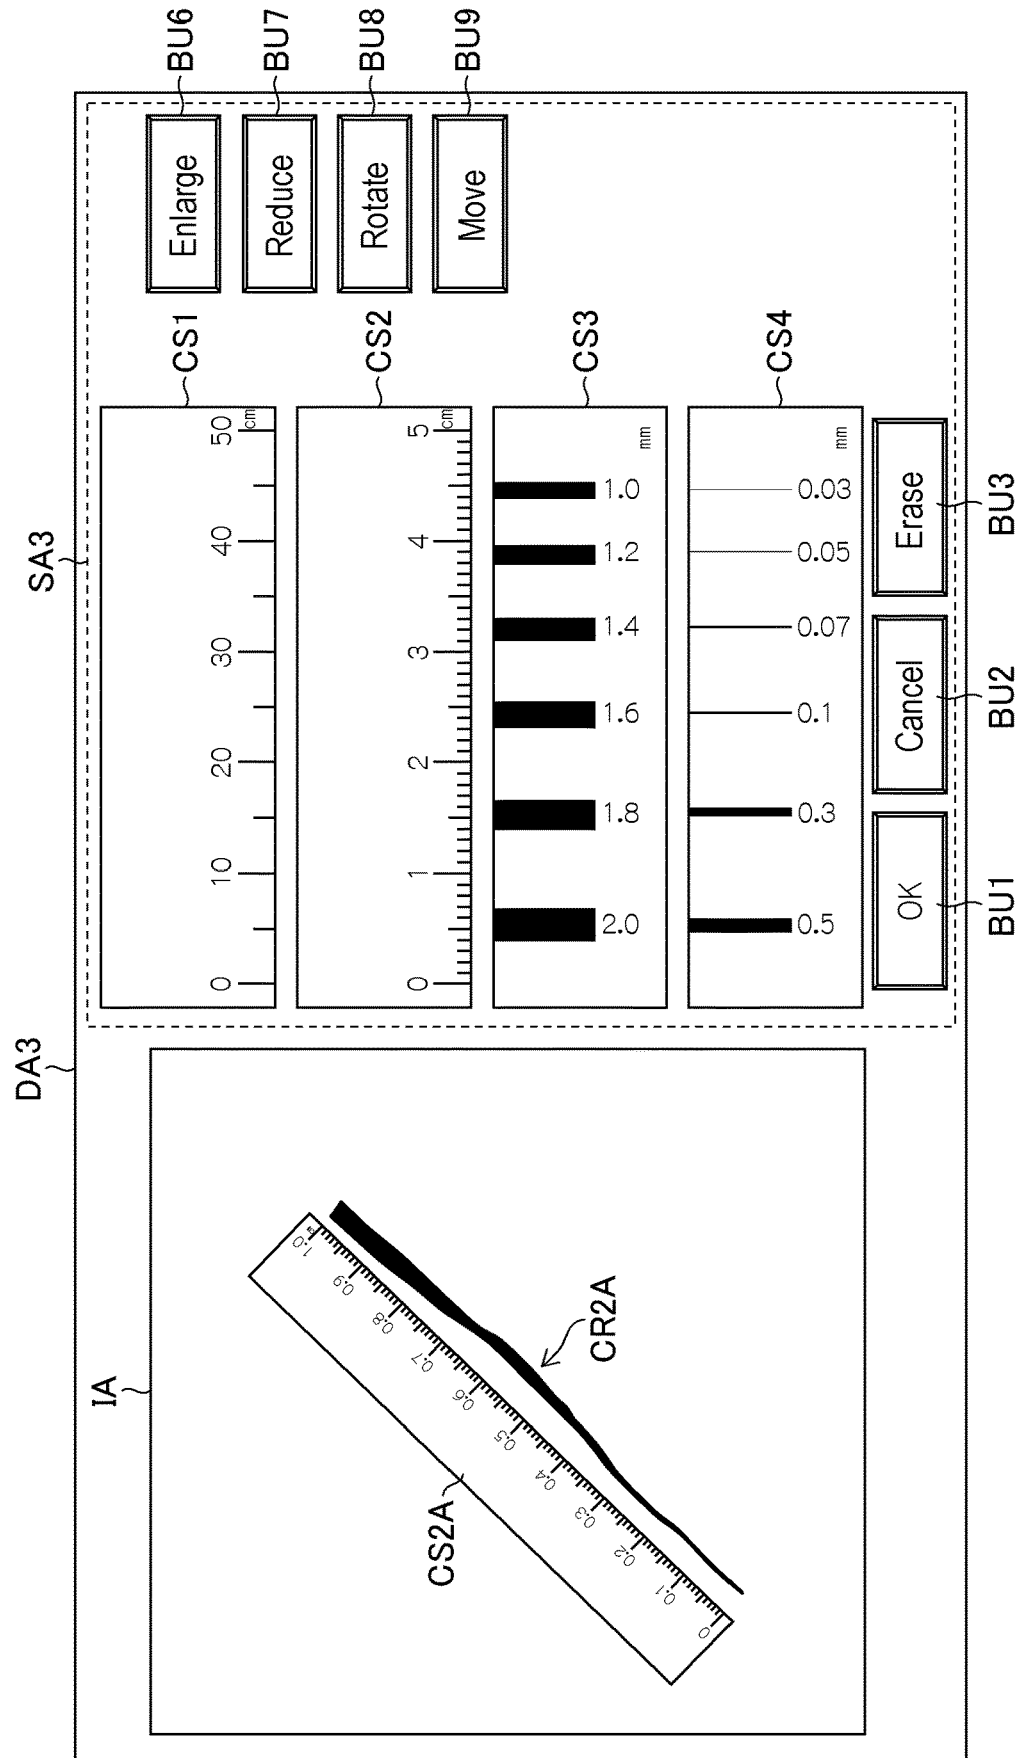 DA3
SA3
IA
CS2A
0 0.1 0.2 0.3 0.4 0.5 0.6 0.7 0.8 0.9 1.0
CR2A
0 10 20 30 40 50
cm
CS1
0 1 2 3 4 5
cm
CS2
2.0 1.8 1.6 1.4 1.2 1.0
mm
CS3
0.5 0.3 0.1 0.07 0.05 0.03
mm
CS4
Enlarge BU6
Reduce BU7
Rotate BU8
Move BU9
OK Cancel Erase
BU1 BU2 BU3